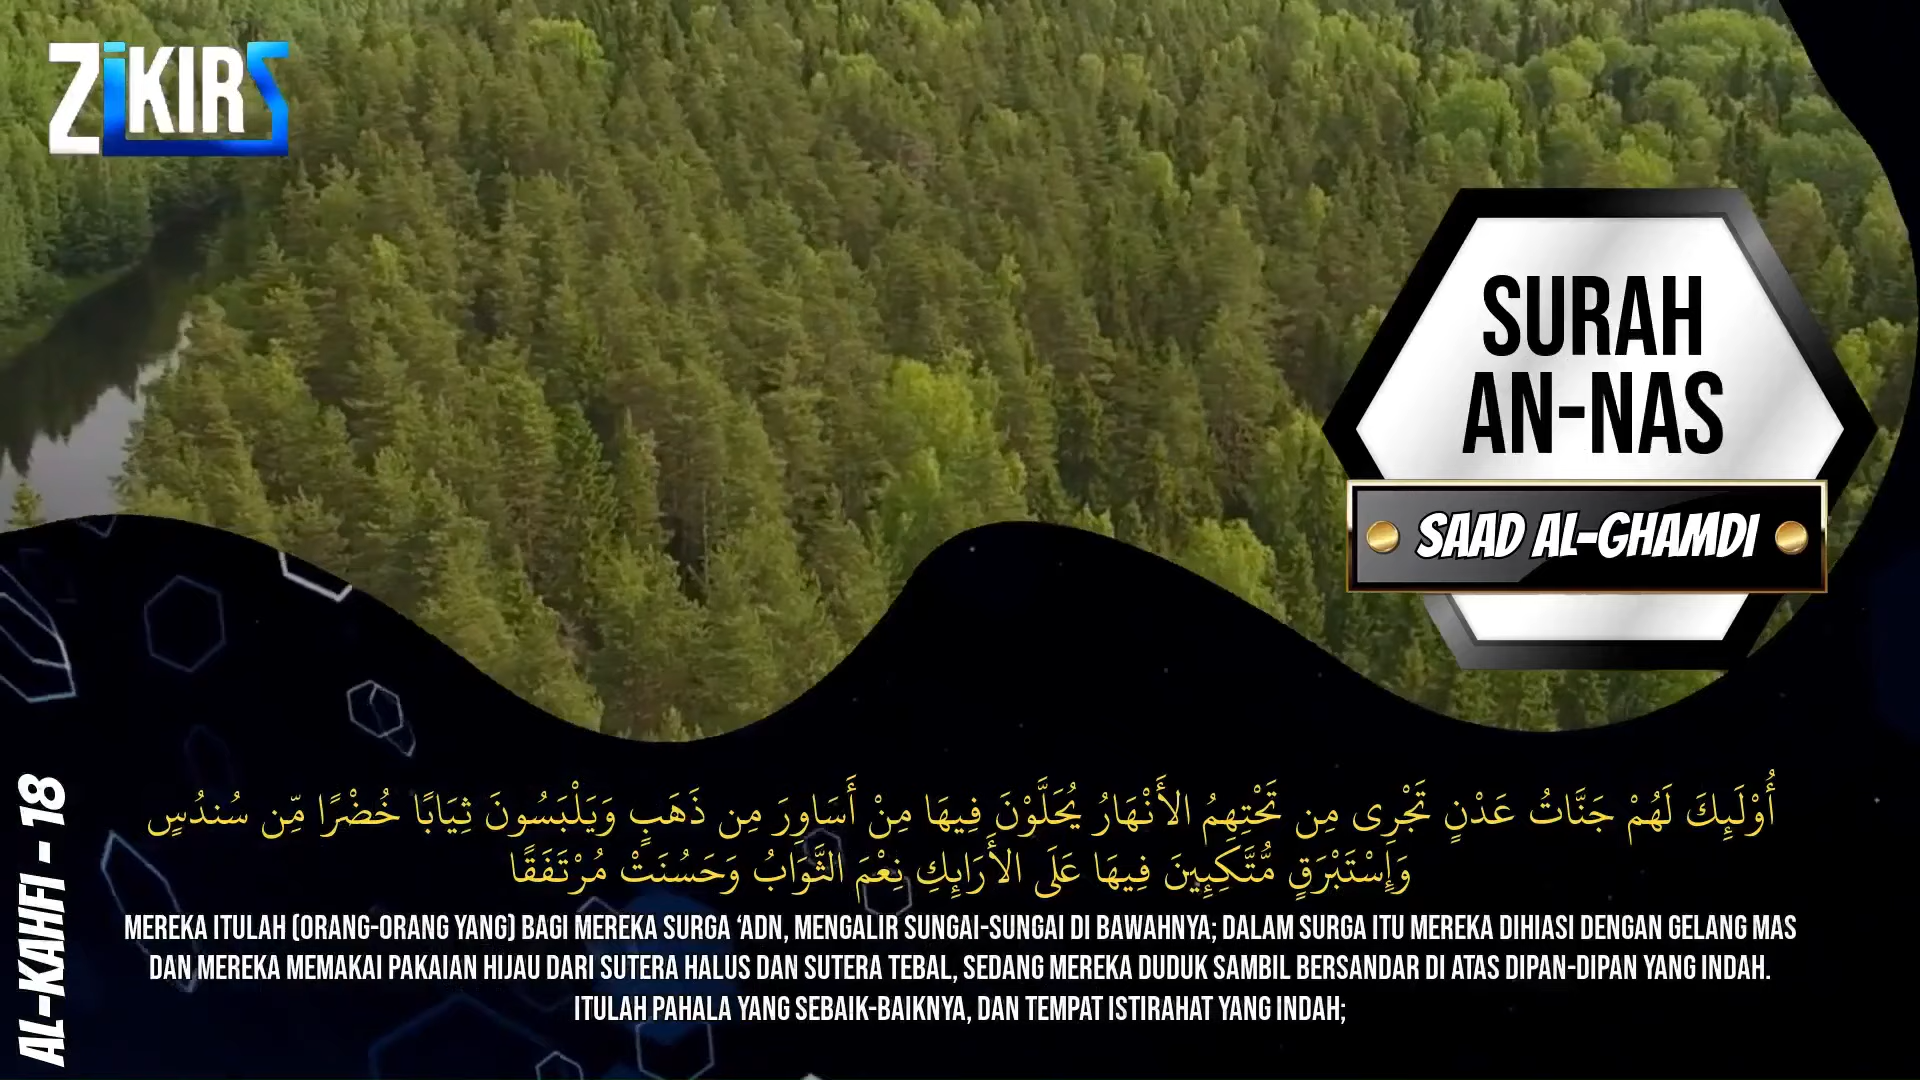 ZiKIRS
SURAH
AN-NAS
SAAD AL-GHAMDI
أُوْلَئِكَ لَهُمْ جَنَّاتُ عَدْنٍ تَجْرِى مِن تَحْتِهِمُ الأَنْهَارُ يُحَلَّوْنَ فِيهَا مِنْ أَسَاوِرَ مِن ذَهَبٍ وَيَلْبَسُونَ ثِيَابًا خُضْرًا مِّن سُندُسٍ
وَإِسْتَبْرَقٍ مُّتَّكِئِينَ فِيهَا عَلَى الأَرَائِكِ نِعْمَ الثَّوَابُ وَحَسُنَتْ مُرْتَفَقًا
MEREKA ITULAH (ORANG-ORANG YANG) BAGI MEREKA SURGA ‘ADN, MENGALIR SUNGAI-SUNGAI DI BAWAHNYA; DALAM SURGA ITU MEREKA DIHIASI DENGAN GELANG MAS
DAN MEREKA MEMAKAI PAKAIAN HIJAU DARI SUTERA HALUS DAN SUTERA TEBAL, SEDANG MEREKA DUDUK SAMBIL BERSANDAR DI ATAS DIPAN-DIPAN YANG INDAH.
ITULAH PAHALA YANG SEBAIK-BAIKNYA, DAN TEMPAT ISTIRAHAT YANG INDAH;
AL-KAHFI - 18